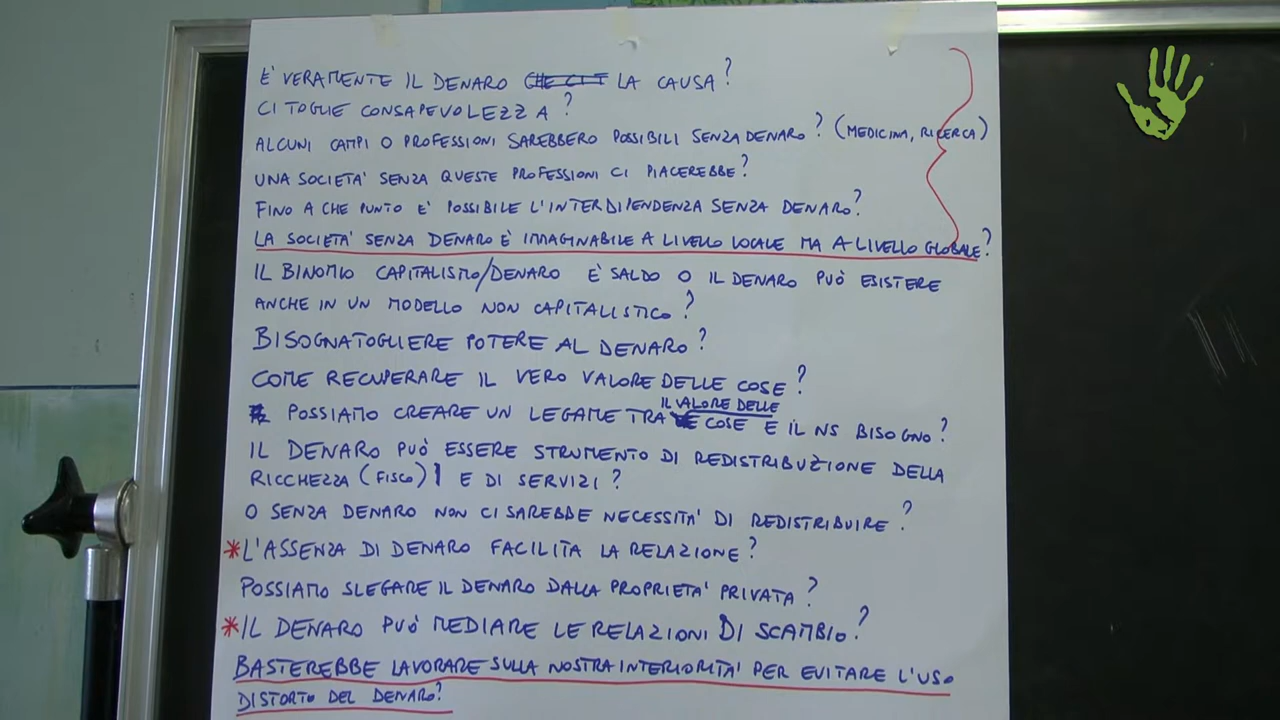 È VERAMENTE IL DENARO CHE CI T LA CAUSA?
CI TOGLIE CONSAPEVOLEZZA?
ALCUNI CAMPI O PROFESSIONI SAREBBERO POSSIBILI SENZA DENARO? (MEDICINA, RICERCA)
UNA SOCIETA' SENZA QUESTE PROFESSIONI CI PIACEREBBE?
FINO A CHE PUNTO E' POSSIBILE L'INTERDIPENDENZA SENZA DENARO?
LA SOCIETA' SENZA DENARO È IMMAGINABILE A LIVELLO LOCALE MA A LIVELLO GLOBALE?
IL BINOMIO CAPITALISMO/DENARO E' SALDO O IL DENARO PUÒ ESISTERE
ANCHE IN UN MODELLO NON CAPITALISTICO?
BISOGNA TOGLIERE POTERE AL DENARO?
COME RECUPERARE IL VERO VALORE DELLE COSE?
POSSIAMO CREARE UN LEGAME TRA IL VALORE DELLE COSE E IL NS BISOGNO?
IL DENARO PUÒ ESSERE STRUMENTO DI REDISTRIBUZIONE DELLA
RICCHEZZA (FISCO) E DI SERVIZI?
O SENZA DENARO NON CI SAREBBE NECESSITÀ DI REDISTRIBUIRE?
*L'ASSENZA DI DENARO FACILITA LA RELAZIONE?
POSSIAMO SLEGARE IL DENARO DALLA PROPRIETA' PRIVATA?
*IL DENARO PUÒ MEDIARE LE RELAZIONI DI SCAMBIO?
BASTEREBBE LAVORARE SULLA NOSTRA INTERIORITA' PER EVITARE L'USO
DISTORTO DEL DENARO?